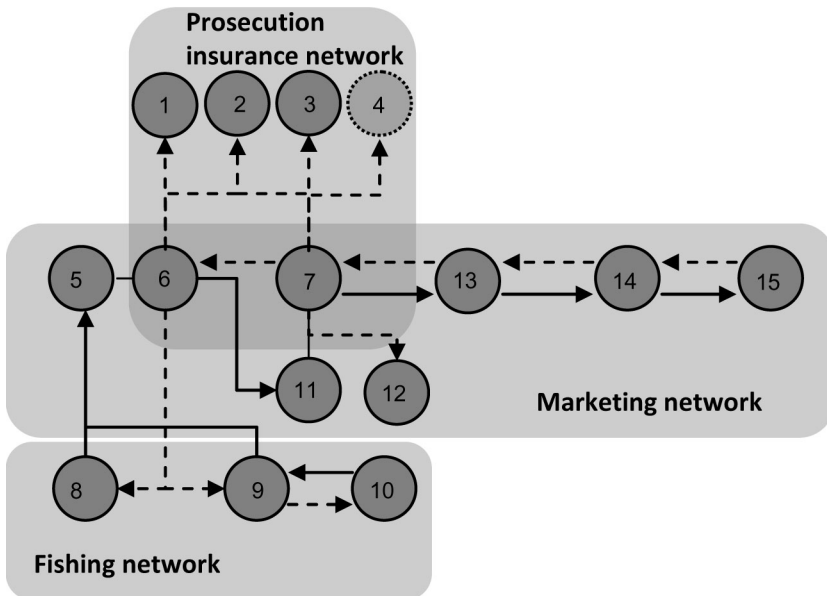 Prosecution
insurance network
1 2 3 4
5 6 7 13 14 15
11 12
Marketing network
8 9 10
Fishing network